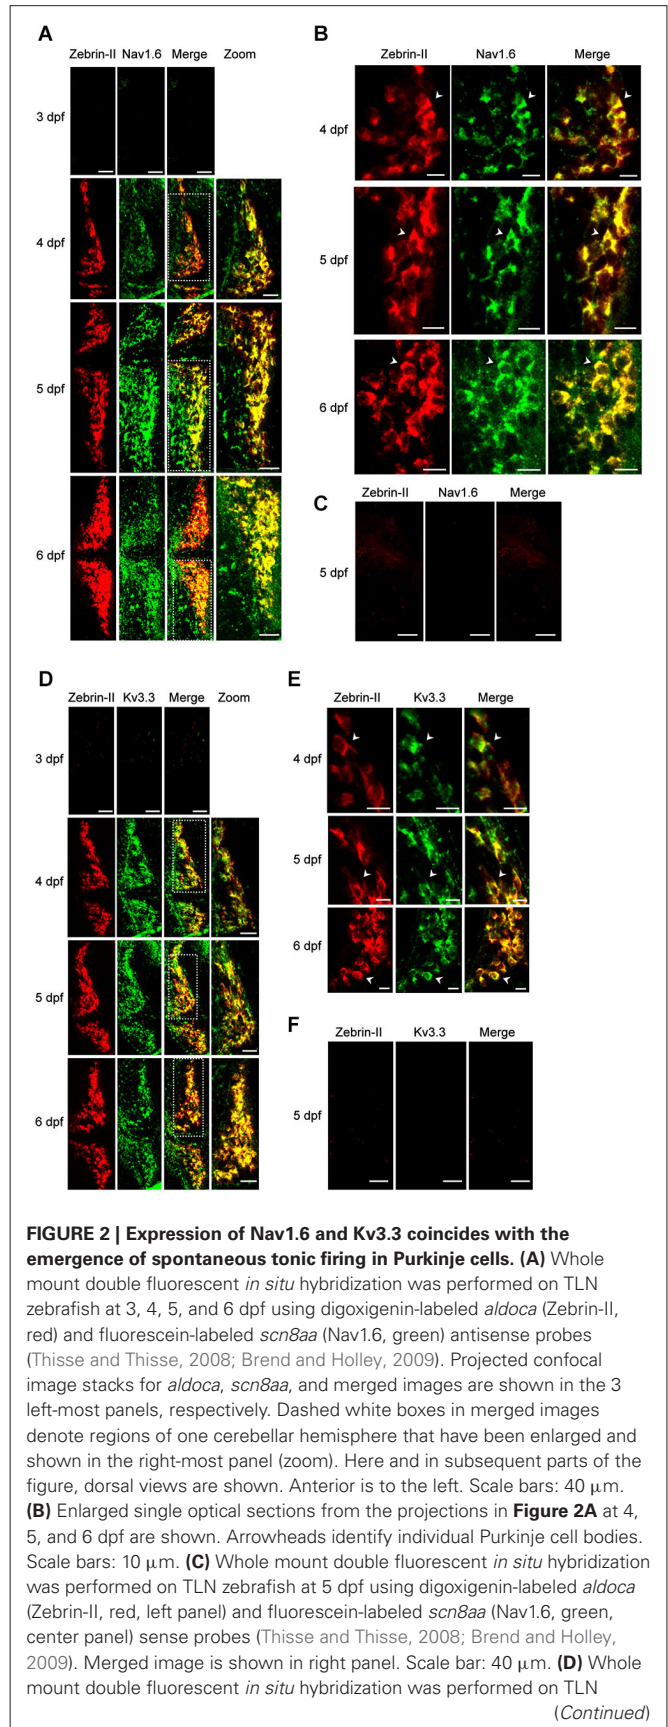 A
Zebrin-II Nav1.6 Merge Zoom
3 dpf
4 dpf
5 dpf
6 dpf
B
Zebrin-II Nav1.6 Merge
4 dpf
5 dpf
6 dpf
C
Zebrin-II Nav1.6 Merge
5 dpf
D
Zebrin-II Kv3.3 Merge Zoom
3 dpf
4 dpf
5 dpf
6 dpf
E
Zebrin-II Kv3.3 Merge
4 dpf
5 dpf
6 dpf
F
Zebrin-II Kv3.3 Merge
5 dpf
FIGURE 2 | Expression of Nav1.6 and Kv3.3 coincides with the
emergence of spontaneous tonic firing in Purkinje cells. (A) Whole
mount double fluorescent in situ hybridization was performed on TLN
zebrafish at 3, 4, 5, and 6 dpf using digoxigenin-labeled aldoca (Zebrin-II,
red) and fluorescein-labeled scn8aa (Nav1.6, green) antisense probes
(Thisse and Thisse, 2008; Brend and Holley, 2009). Projected confocal
image stacks for aldoca, scn8aa, and merged images are shown in the 3
left-most panels, respectively. Dashed white boxes in merged images
denote regions of one cerebellar hemisphere that have been enlarged and
shown in the right-most panel (zoom). Here and in subsequent parts of the
figure, dorsal views are shown. Anterior is to the left. Scale bars: 40 μm.
(B) Enlarged single optical sections from the projections in Figure 2A at 4,
5, and 6 dpf are shown. Arrowheads identify individual Purkinje cell bodies.
Scale bars: 10 μm. (C) Whole mount double fluorescent in situ hybridization
was performed on TLN zebrafish at 5 dpf using digoxigenin-labeled aldoca
(Zebrin-II, red, left panel) and fluorescein-labeled scn8aa (Nav1.6, green,
center panel) sense probes (Thisse and Thisse, 2008; Brend and Holley,
2009). Merged image is shown in right panel. Scale bar: 40 μm. (D) Whole
mount double fluorescent in situ hybridization was performed on TLN
(Continued)